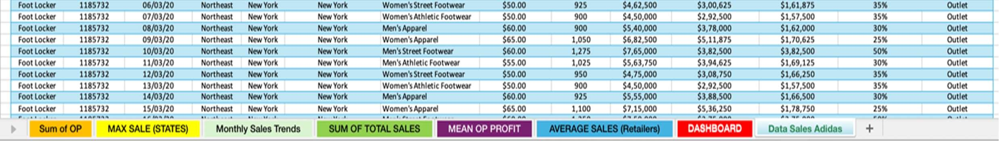 Foot Locker 1185732 06/03/20 Northeast New York New York Women's Street Footwear $50.00 925 $4,62,500 $3,00,625 $1,61,875 35% Outlet
Foot Locker 1185732 07/03/20 Northeast New York New York Women's Athletic Footwear $50.00 900 $4,50,000 $2,92,500 $1,57,500 35% Outlet
Foot Locker 1185732 08/03/20 Northeast New York New York Men's Apparel $60.00 900 $5,40,000 $3,78,000 $1,62,000 30% Outlet
Foot Locker 1185732 09/03/20 Northeast New York New York Women's Apparel $65.00 1,050 $6,82,500 $5,11,875 $1,70,625 25% Outlet
Foot Locker 1185732 10/03/20 Northeast New York New York Men's Street Footwear $60.00 1,275 $7,65,000 $3,82,500 $3,82,500 50% Outlet
Foot Locker 1185732 11/03/20 Northeast New York New York Men's Athletic Footwear $55.00 1,025 $5,63,750 $3,94,625 $1,69,125 30% Outlet
Foot Locker 1185732 12/03/20 Northeast New York New York Women's Street Footwear $50.00 950 $4,75,000 $3,08,750 $1,66,250 35% Outlet
Foot Locker 1185732 13/03/20 Northeast New York New York Women's Athletic Footwear $50.00 900 $4,50,000 $2,92,500 $1,57,500 35% Outlet
Foot Locker 1185732 14/03/20 Northeast New York New York Men's Apparel $60.00 925 $5,55,000 $3,88,500 $1,66,500 30% Outlet
Foot Locker 1185732 15/03/20 Northeast New York New York Women's Apparel $65.00 1,100 $7,15,000 $5,36,250 $1,78,750 25% Outlet
Sum of OP MAX SALE (STATES) Monthly Sales Trends SUM OF TOTAL SALES MEAN OP PROFIT AVERAGE SALES (Retailers) DASHBOARD Data Sales Adidas +